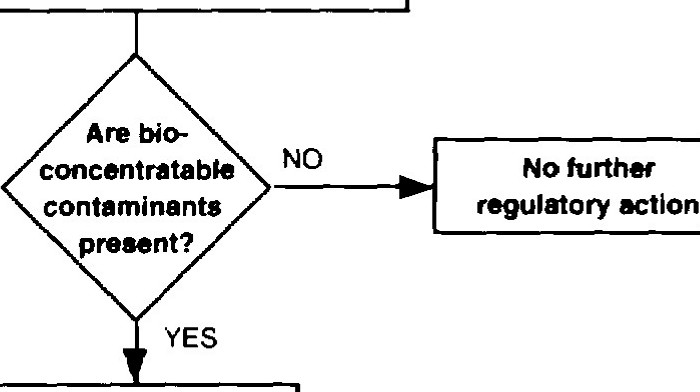 Are bio-
concentratable
contaminants
present?
NO
No further
regulatory action
YES